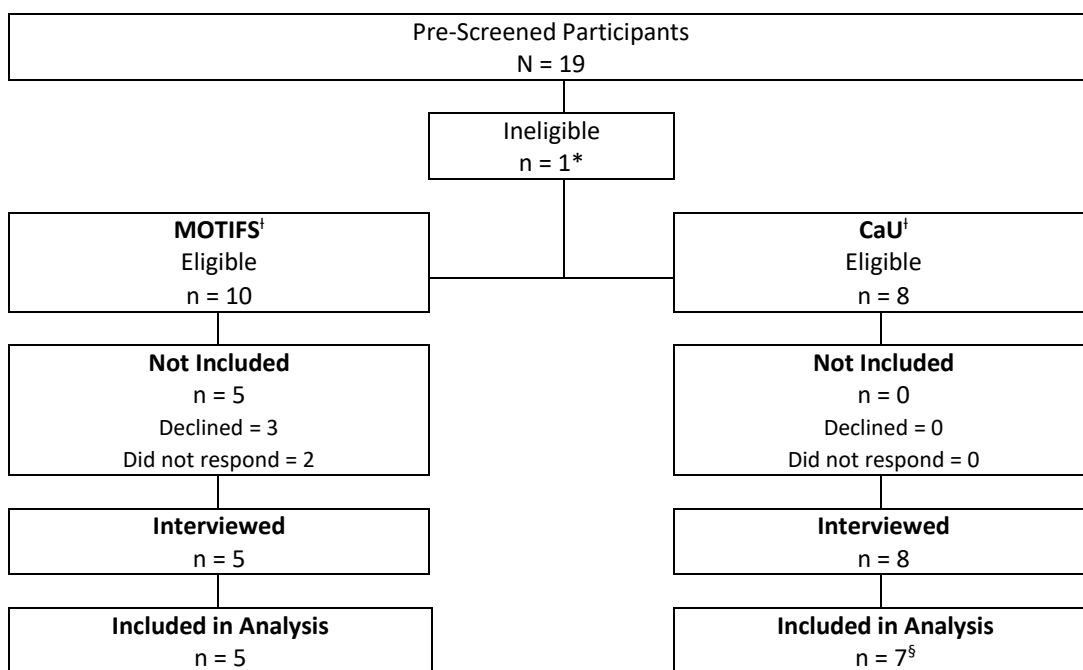 Pre-Screened Participants
N = 19
Ineligible
n = 1*
MOTIFSƚ
Eligible
n = 10
CaUƚ
Eligible
n = 8
Not Included
n = 5
Declined = 3
Did not respond = 2
Not Included
n = 0
Declined = 0
Did not respond = 0
Interviewed
n = 5
Interviewed
n = 8
Included in Analysis
n = 5
Included in Analysis
n = 7§